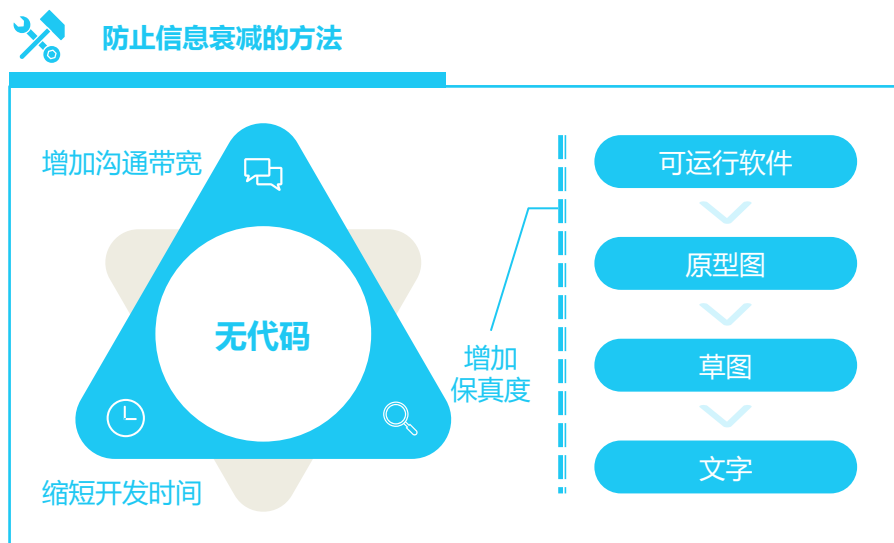 防止信息衰减的方法
增加沟通带宽
无代码
缩短开发时间
增加
保真度
可运行软件
原型图
草图
文字